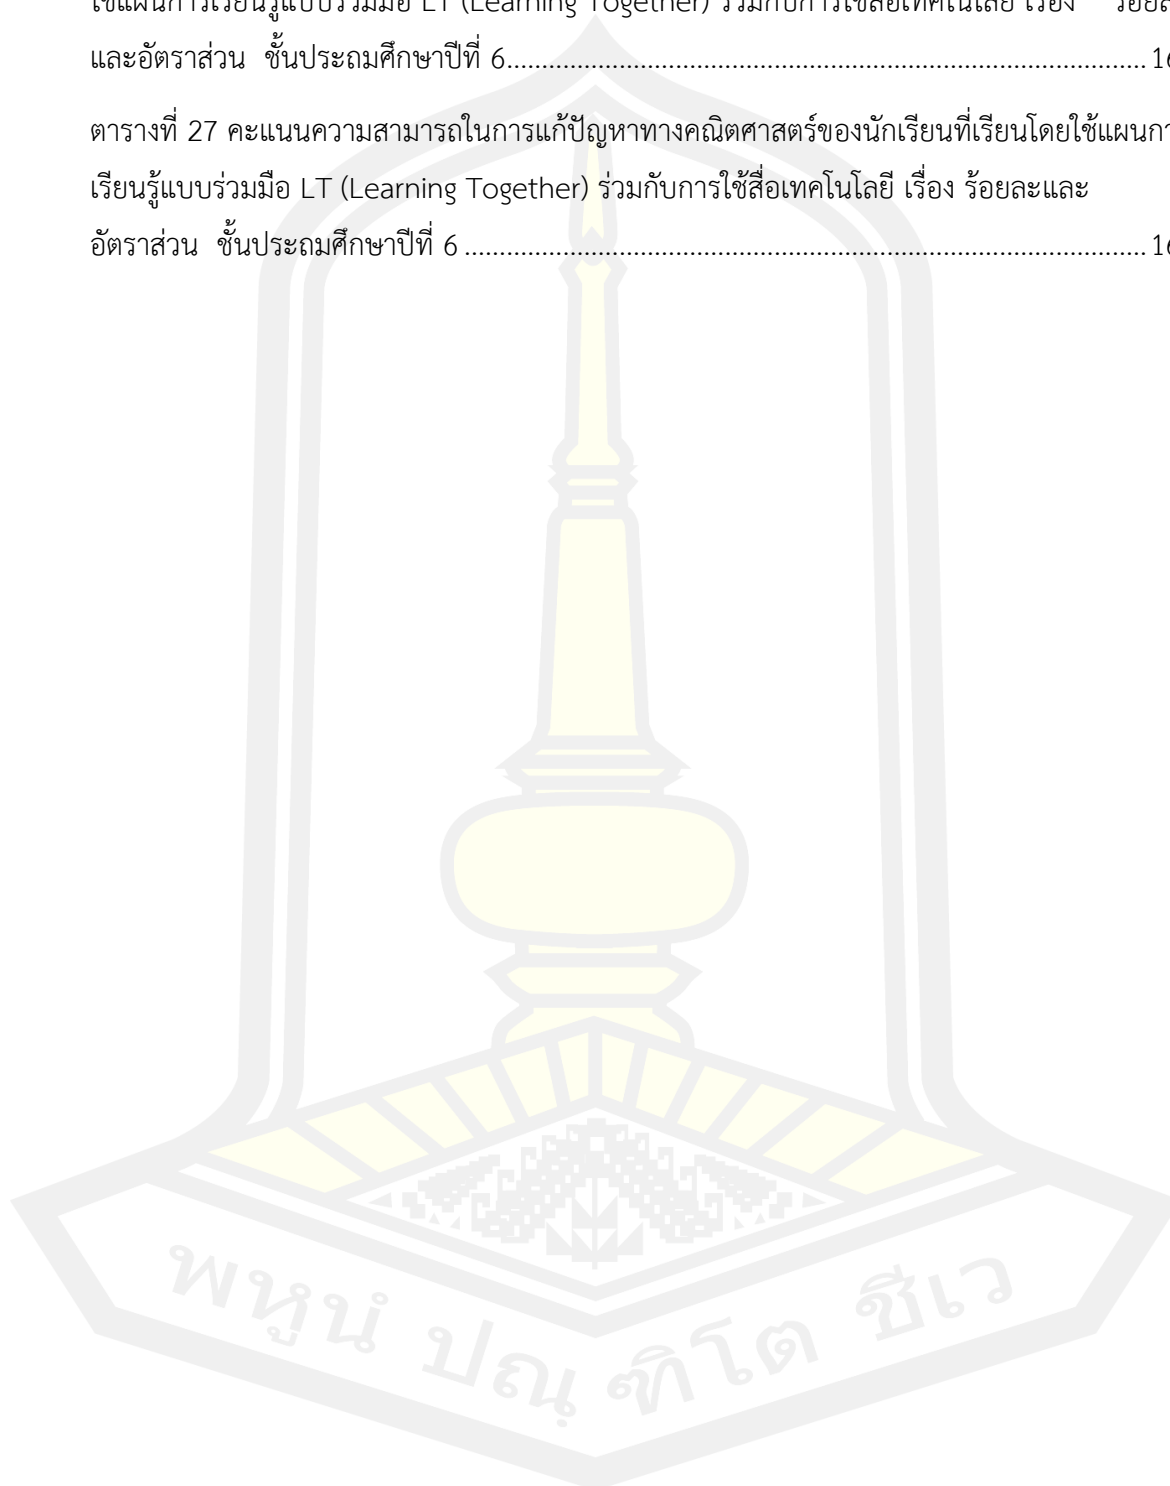 ใช้แผนการเรียนรู้แบบร่วมมือ LT (Learning Together) ร่วมกับการใช้สื่อเทคโนโลยี เรื่อง
และอัตราส่วน ชั้นประถมศึกษาปีที่ 6
ตารางที่ 27 คะแนนความสามารถในการแก้ปัญหาทางคณิตศาสตร์ของนักเรียนที่เรียนโดยใช้
เรียนรู้แบบร่วมมือ LT (Learning Together) ร่วมกับการใช้สื่อเทคโนโลยี เรื่อง ร้อยละและ
อัตราส่วน ชั้นประถมศึกษาปีที่ 6
พหูนํ ปณฺฑิโต ชีเว